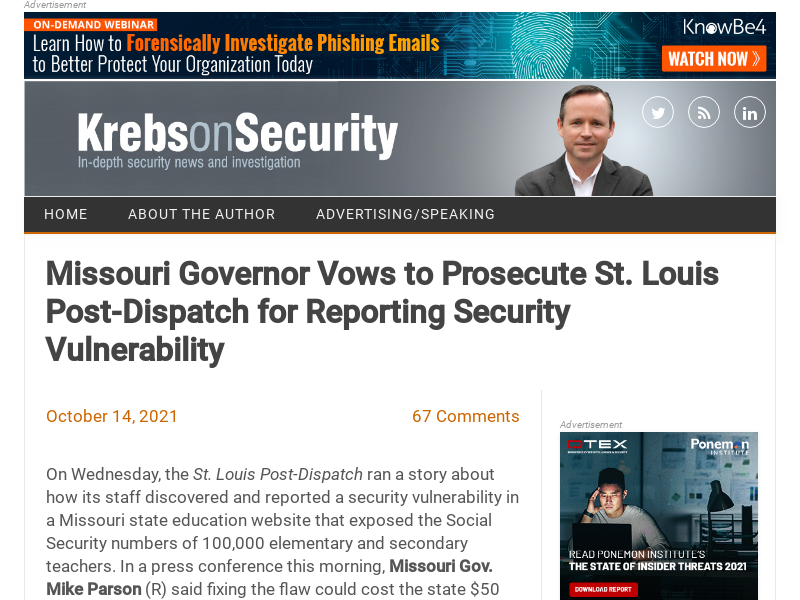 Advertisement
ON-DEMAND WEBINAR
Learn How to Forensically Investigate Phishing Emails
to Better Protect Your Organization Today
KnowBe4
WATCH NOW
KrebsonSecurity
In-depth security news and investigation
HOME
ABOUT THE AUTHOR
ADVERTISING/SPEAKING
Missouri Governor Vows to Prosecute St. Louis
Post-Dispatch for Reporting Security
Vulnerability
October 14, 2021
67 Comments
On Wednesday, the St. Louis Post-Dispatch ran a story about
how its staff discovered and reported a security vulnerability in
a Missouri state education website that exposed the Social
Security numbers of 100,000 elementary and secondary
teachers. In a press conference this morning, Missouri Gov.
Mike Parson (R) said fixing the flaw could cost the state $50
Advertisement
Ponemon
INSTITUTE
READ PONEMON INSTITUTE'S
THE STATE OF INSIDER THREATS 2021
DOWNLOAD REPORT